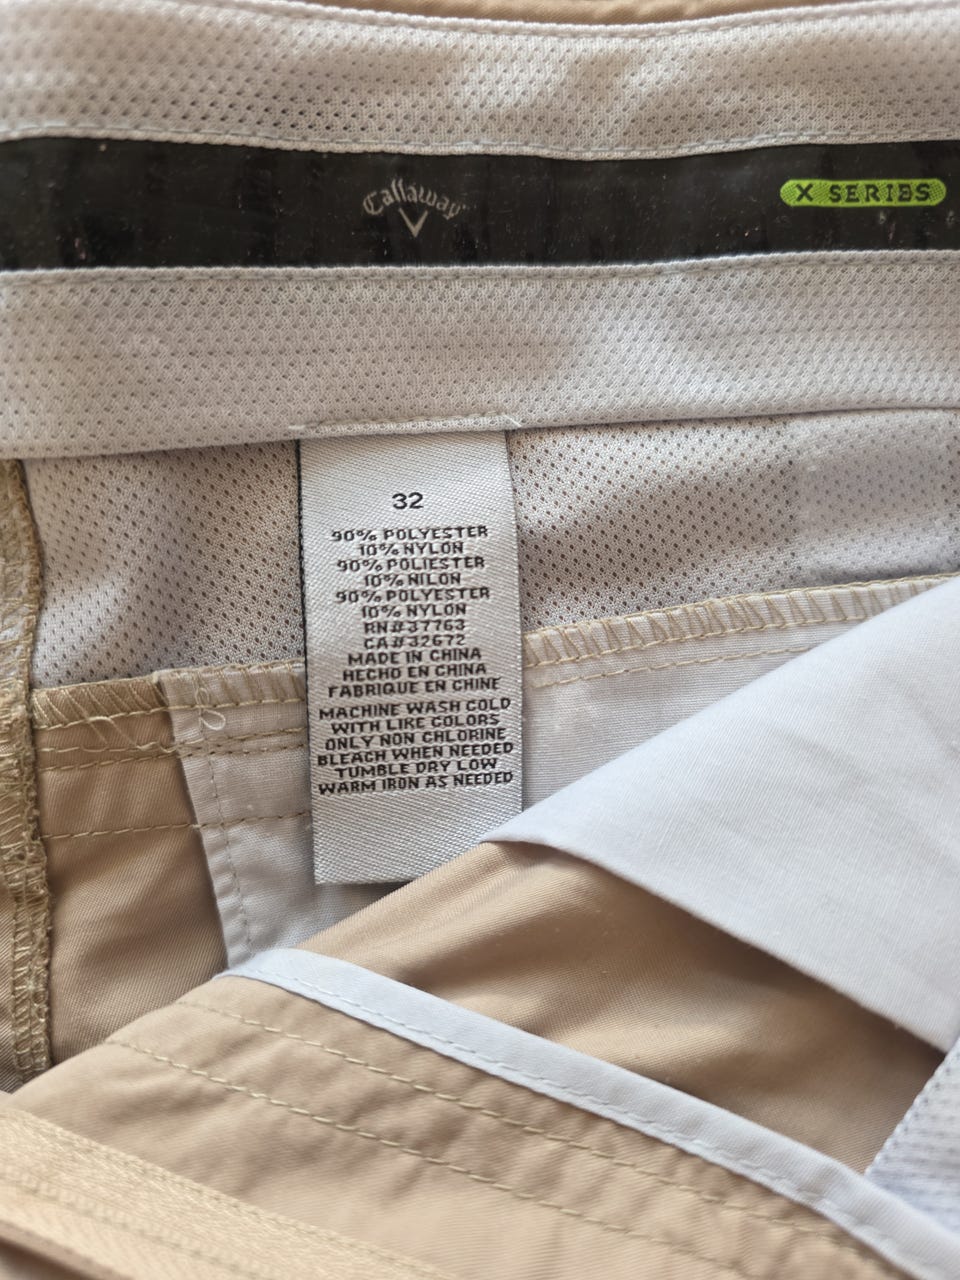 Callaway
X SERIES
32
90% POLYESTER
10% NYLON
90% POLIESTER
10% NILON
90% POLYESTER
10% NYLON
RN#37763
CA#32672
MADE IN CHINA
HECHO EN CHINA
FABRIQUE EN CHINE
MACHINE WASH COLD
WITH LIKE COLORS
ONLY NON CHLORINE
BLEACH WHEN NEEDED
TUMBLE DRY LOW
WARM IRON AS NEEDED